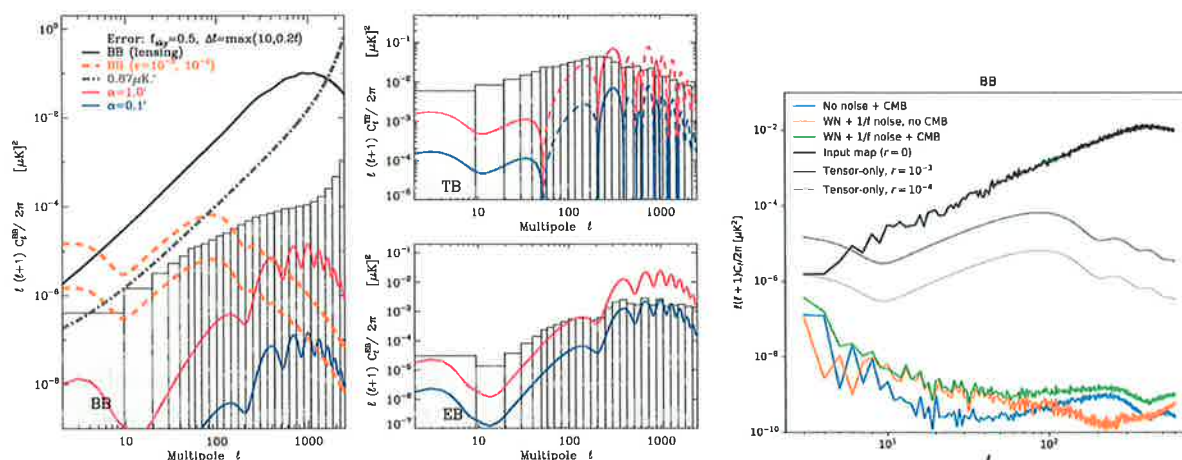 Error: f_sky=0.5, Δℓ=max(10,0.2ℓ)
BB (lensing)
BB (r=10⁻³, 10⁻⁴)
α=1.0'
α=0.1'
ℓ (ℓ+1) C_ℓ^BB/ 2π [μK]²
10⁰
10⁻²
10⁻⁴
10⁻⁶
10⁻⁸
BB
10
100
1000
Multipole ℓ
ℓ (ℓ+1) C_ℓ^TB/ 2π [μK]²
10⁻¹
10⁻²
10⁻³
10⁻⁴
10⁻⁵
10⁻⁶
TB
10
100
1000
Multipole ℓ
ℓ (ℓ+1) C_ℓ^EB/ 2π [μK]²
10⁻¹
10⁻²
10⁻³
10⁻⁴
10⁻⁵
10⁻⁶
10⁻⁷
EB
10
100
1000
Multipole ℓ
BB
No noise + CMB
WN + 1/f noise, no CMB
WN + 1/f noise + CMB
Input map (r=0)
Tensor-only, r=10⁻³
Tensor-only, r=10⁻⁴
ℓ(ℓ+1)C_ℓ/2π [μK²]
10⁻²
10⁻⁴
10⁻⁶
10⁻⁸
10⁻¹⁰
10¹
10²